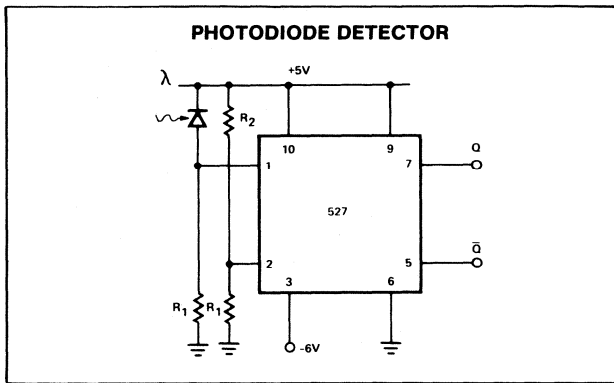 PHOTODIODE DETECTOR
λ
+5V
R2
10
9
1
7
Q
527
2
5
Q̄
3
6
R1
R1
-6V